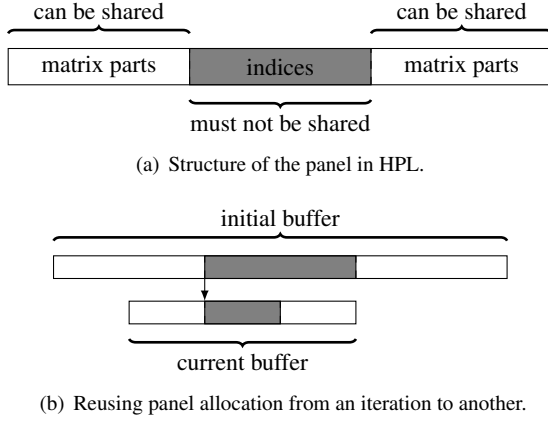 can be shared can be shared
matrix parts indices matrix parts
must not be shared
(a) Structure of the panel in HPL.
initial buffer
current buffer
(b) Reusing panel allocation from an iteration to another.